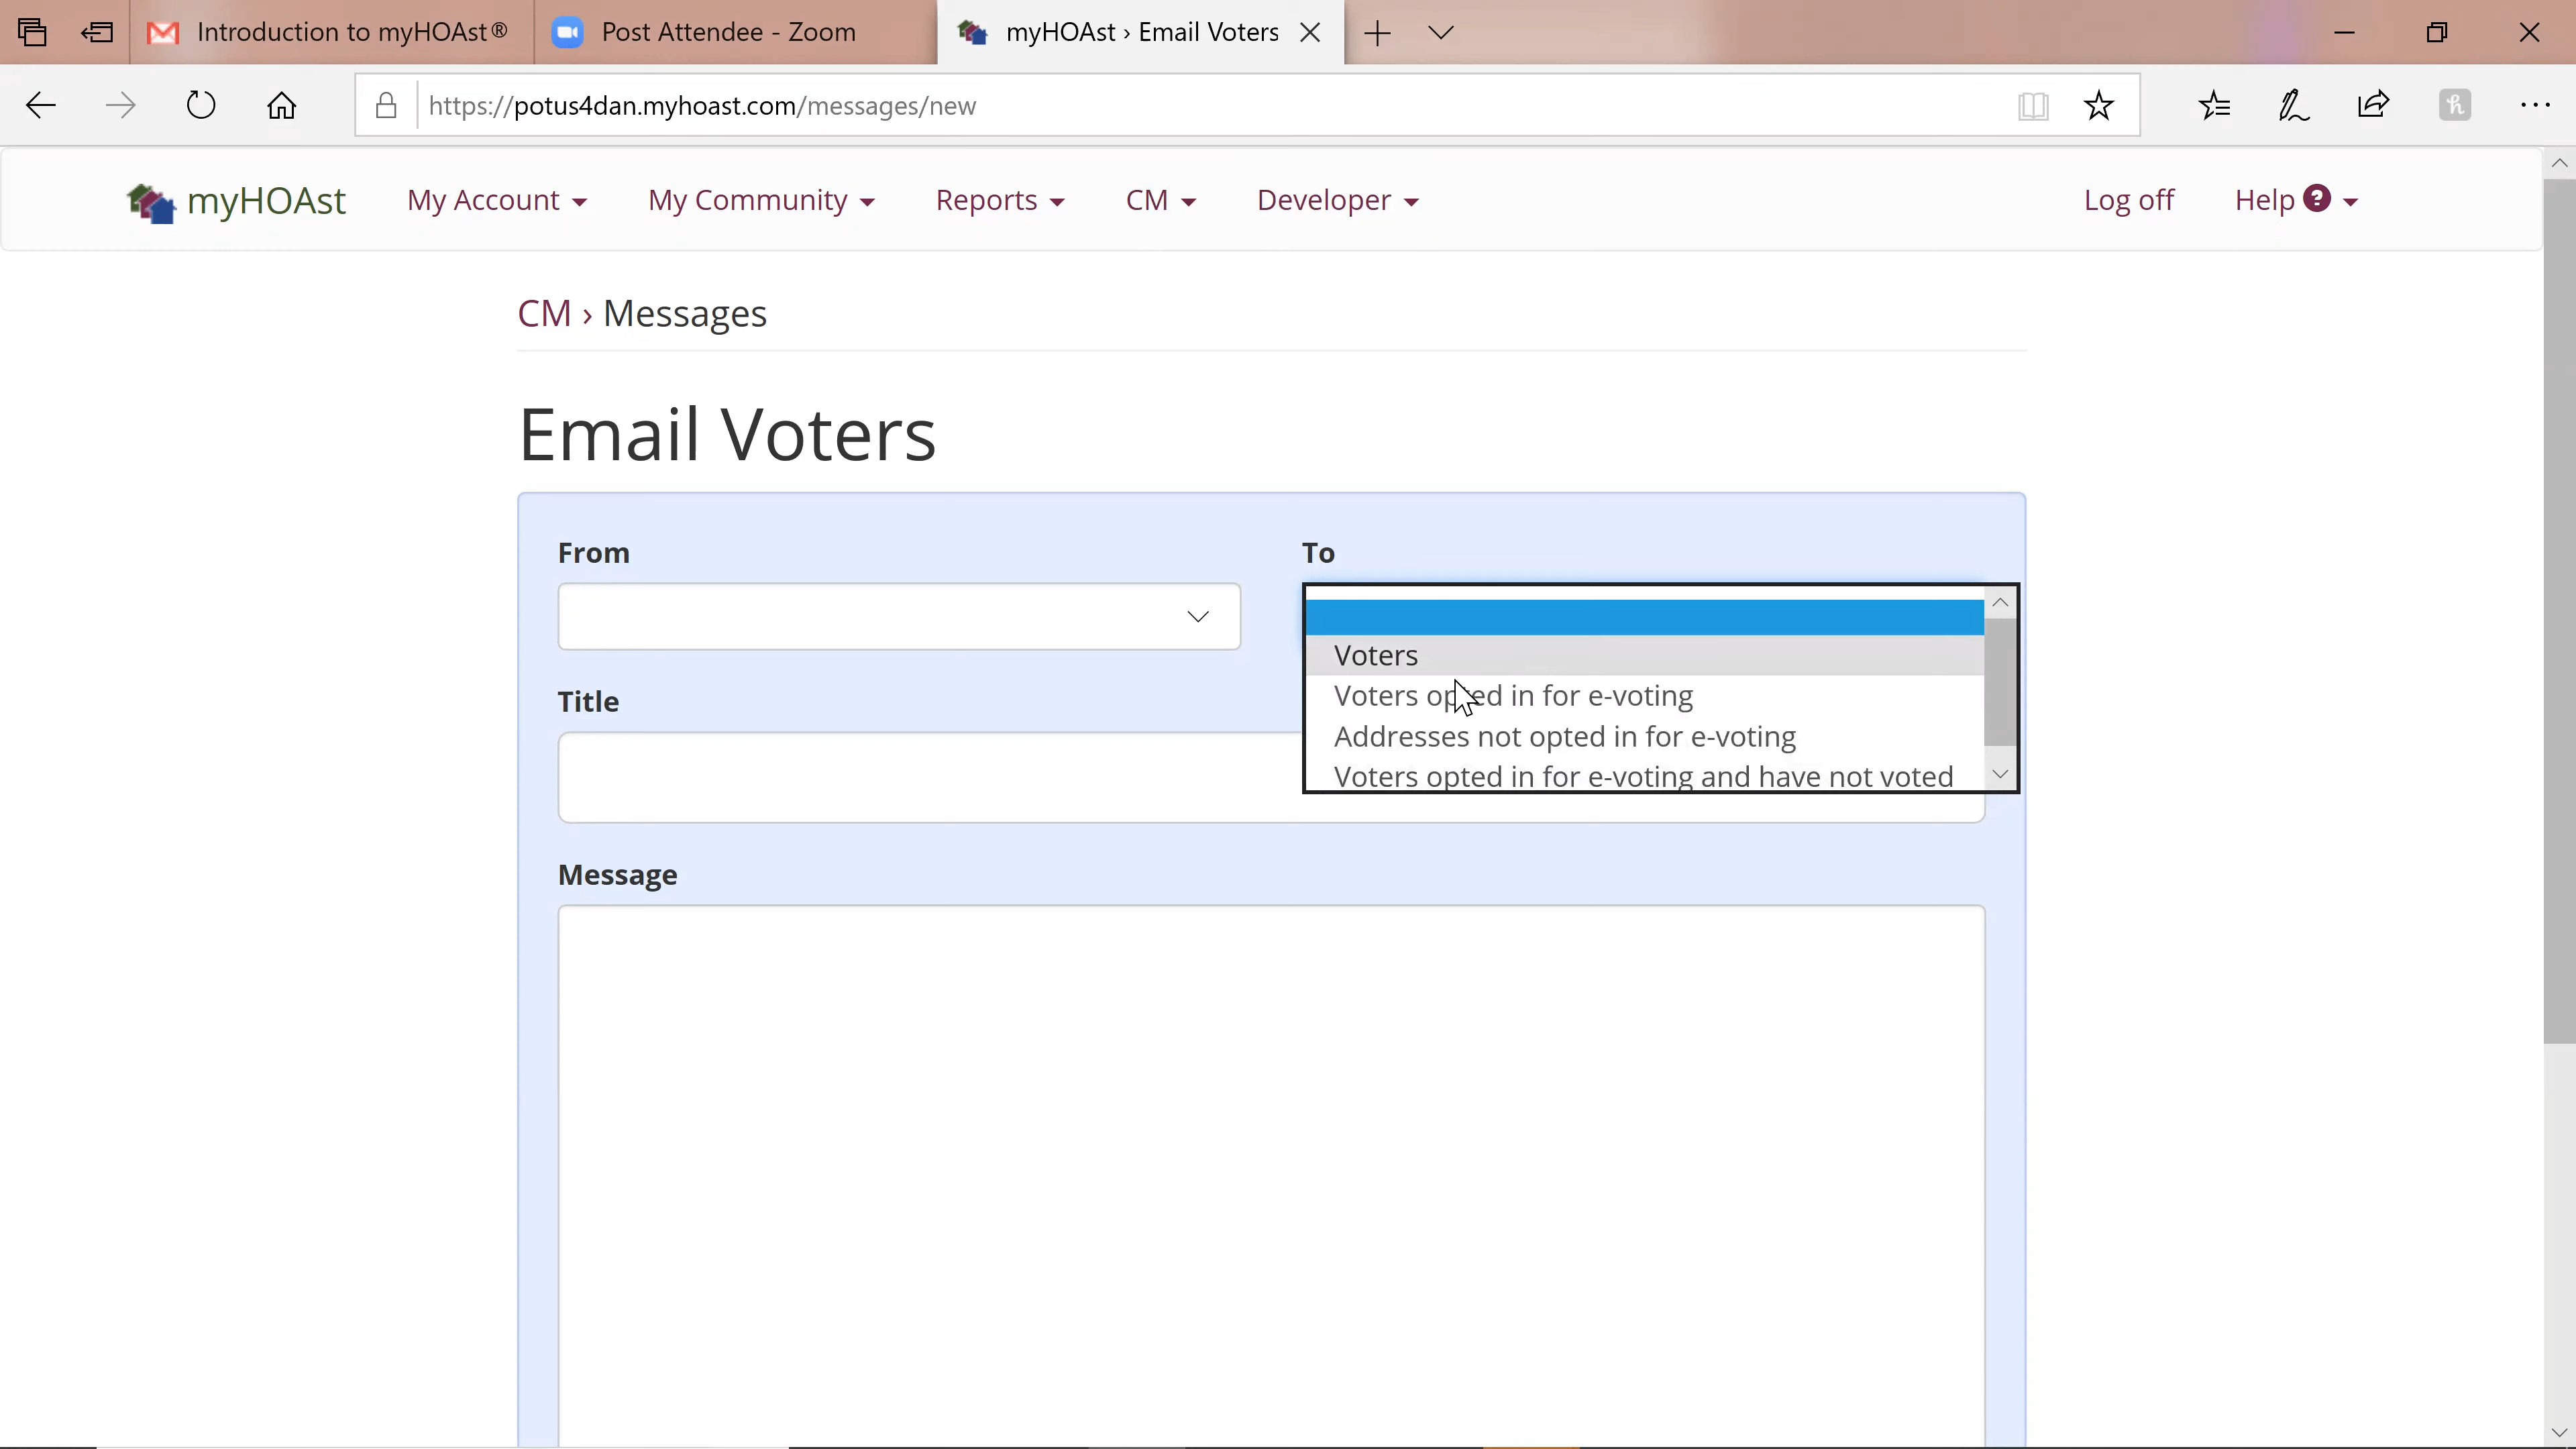 Introduction to myHOAst®
Post Attendee - Zoom
myHOAst › Email Voters
https://potus4dan.myhoast.com/messages/new
myHOAst
My Account
My Community
Reports
CM
Developer
Log off
Help ?
CM › Messages
Email Voters
From
To
Voters
Voters opted in for e-voting
Addresses not opted in for e-voting
Voters opted in for e-voting and have not voted
Title
Message